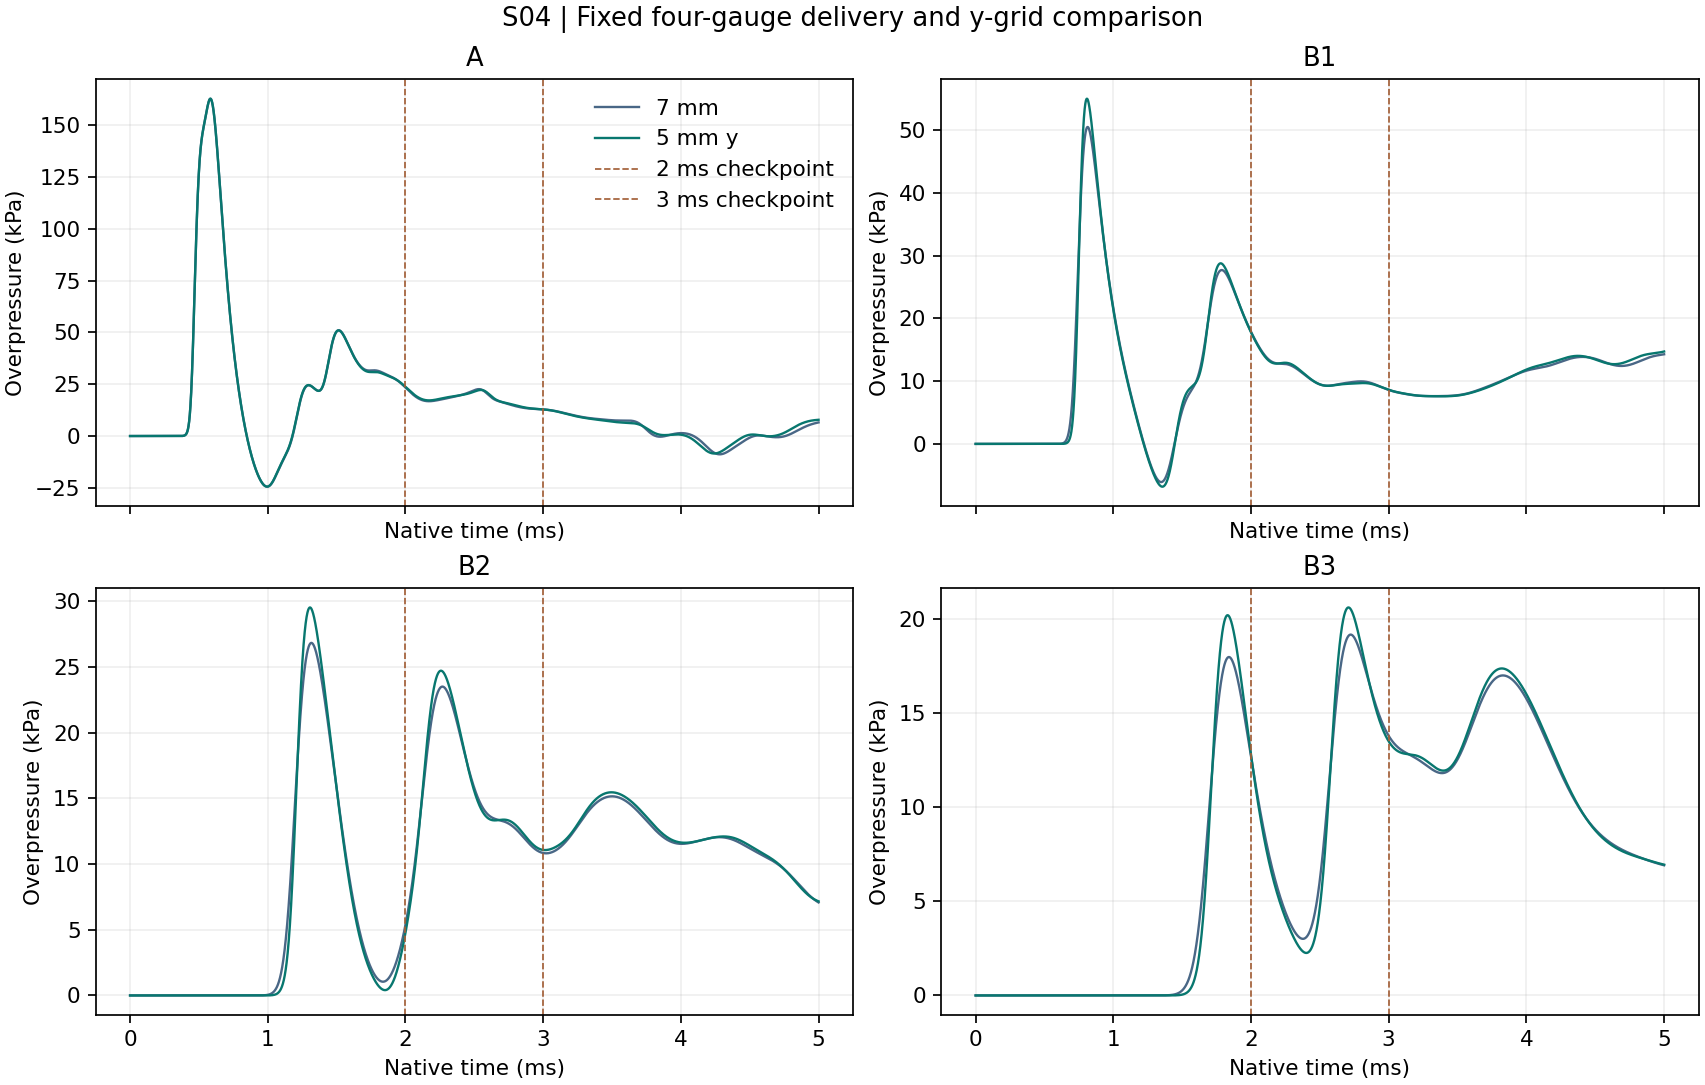 S04 | Fixed four-gauge delivery and y-grid comparison
A
Overpressure (kPa)
150
125
100
75
50
25
0
−25
7 mm
5 mm y
2 ms checkpoint
3 ms checkpoint
Native time (ms)
B1
Overpressure (kPa)
50
40
30
20
10
0
Native time (ms)
B2
Overpressure (kPa)
30
25
20
15
10
5
0
0 1 2 3 4 5
Native time (ms)
B3
Overpressure (kPa)
20
15
10
5
0
0 1 2 3 4 5
Native time (ms)